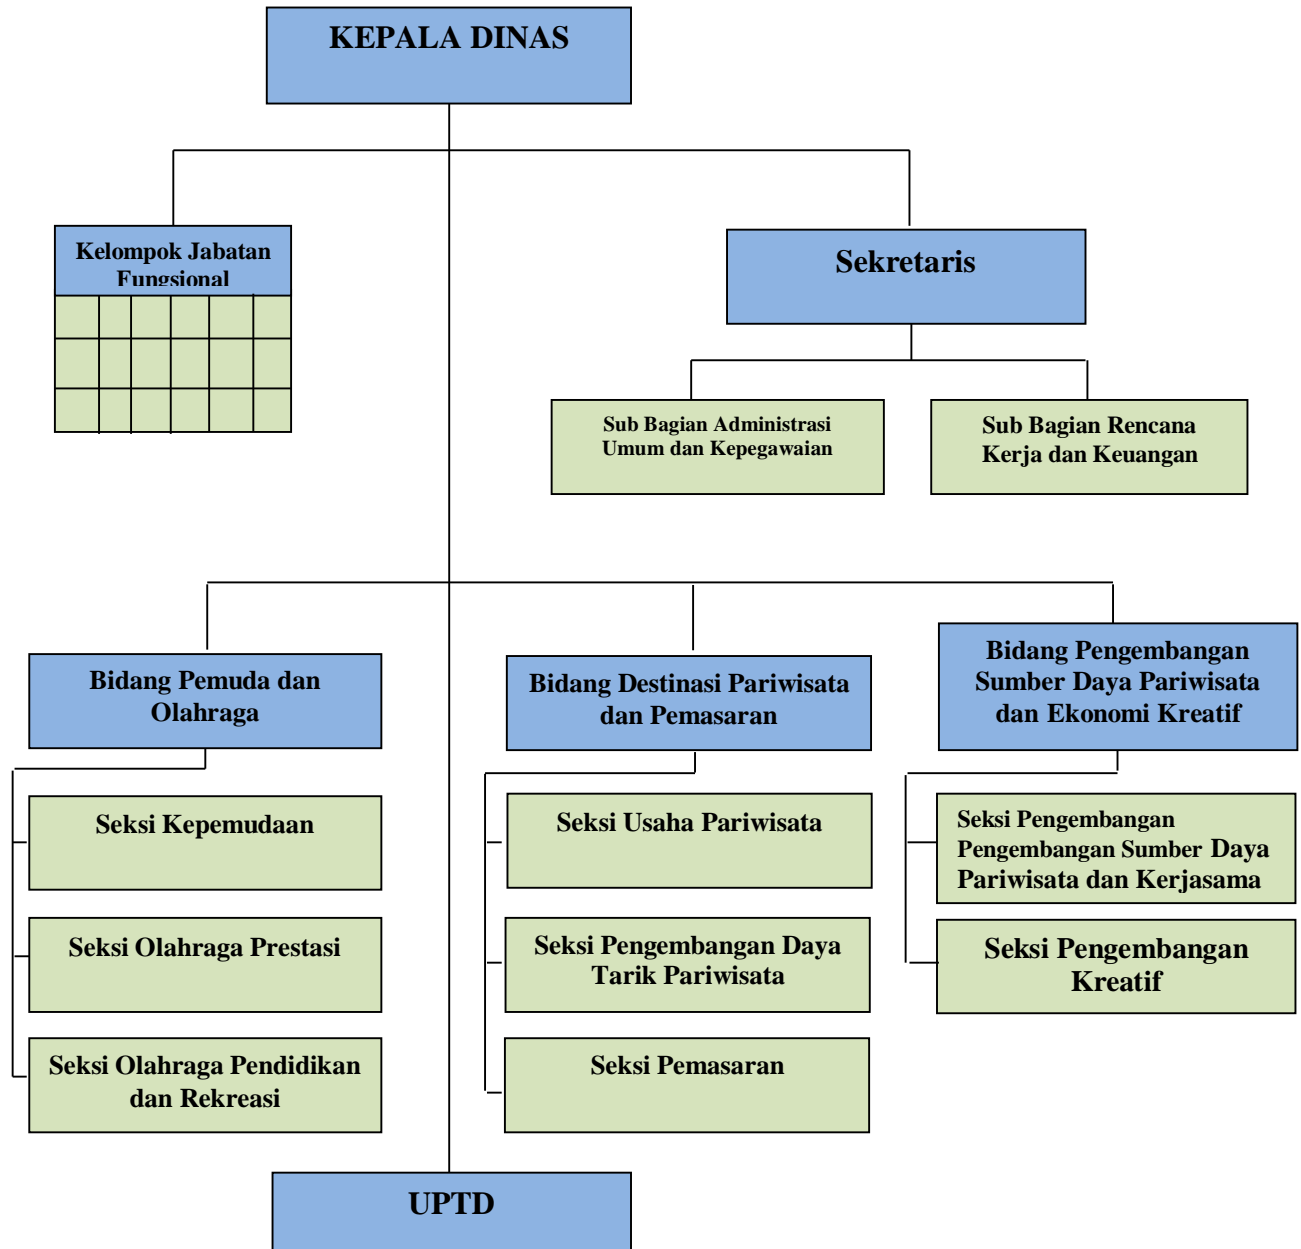 KEPALA DINAS
Kelompok Jabatan
Fungsional
Sekretaris
Sub Bagian Administrasi
Umum dan Kepegawaian
Sub Bagian Rencana
Kerja dan Keuangan
Bidang Pemuda dan
Olahraga
Bidang Destinasi Pariwisata
dan Pemasaran
Bidang Pengembangan
Sumber Daya Pariwisata
dan Ekonomi Kreatif
Seksi Kepemudaan
Seksi Olahraga Prestasi
Seksi Olahraga Pendidikan
dan Rekreasi
Seksi Usaha Pariwisata
Seksi Pengembangan Daya
Tarik Pariwisata
Seksi Pemasaran
Seksi Pengembangan
Pengembangan Sumber Daya
Pariwisata dan Kerjasama
Seksi Pengembangan
Kreatif
UPTD